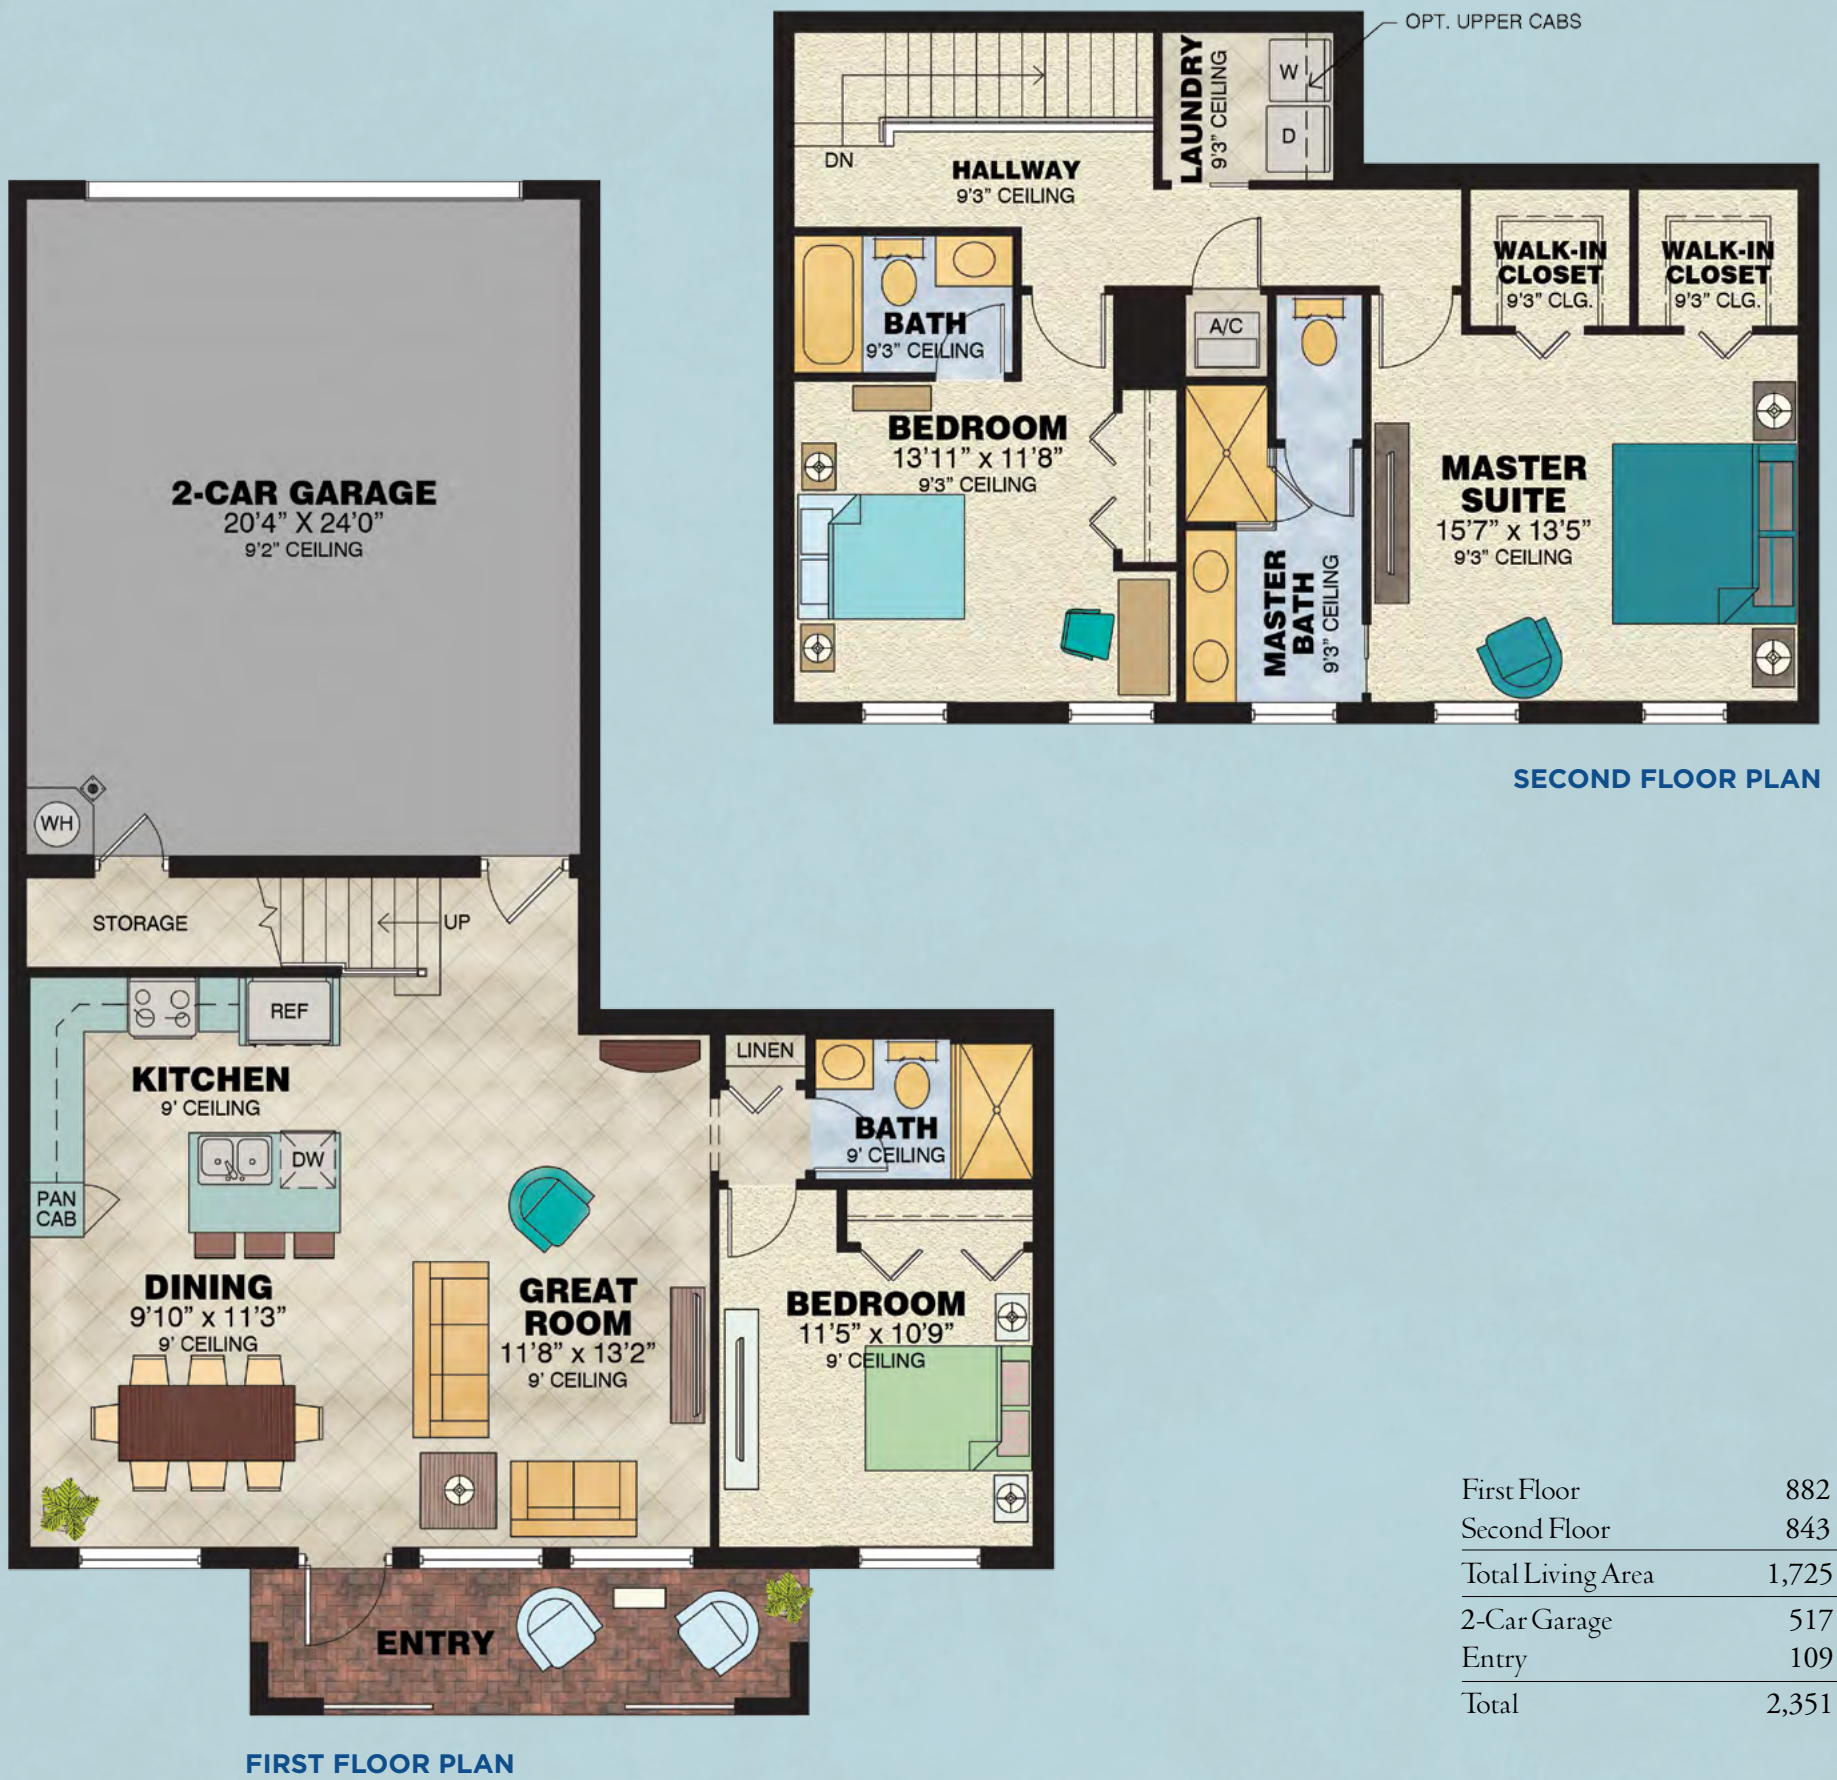 OPT. UPPER CABS
LAUNDRY
9'3" CEILING
W
D
DN
HALLWAY
9'3" CEILING
WALK-IN
CLOSET
9'3" CLG.
WALK-IN
CLOSET
9'3" CLG.
BATH
9'3" CEILING
A/C
BEDROOM
13'11" x 11'8"
9'3" CEILING
MASTER
SUITE
15'7" x 13'5"
9'3" CEILING
MASTER
BATH
9'3" CEILING
SECOND FLOOR PLAN
2-CAR GARAGE
20'4" X 24'0"
9'2" CEILING
WH
STORAGE
UP
REF
KITCHEN
9' CEILING
LINEN
BATH
9' CEILING
DW
PAN
CAB
DINING
9'10" x 11'3"
9' CEILING
GREAT
ROOM
11'8" x 13'2"
9' CEILING
BEDROOM
11'5" x 10'9"
9' CEILING
ENTRY
FIRST FLOOR PLAN
First Floor 882
Second Floor 843
Total Living Area 1,725
2-Car Garage 517
Entry 109
Total 2,351